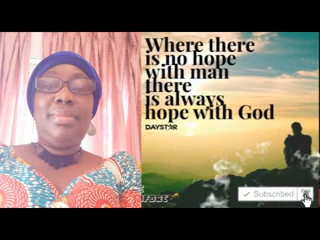 Where there
is no hope
with man
there
is always
hope with God
DAYSTAR
Subscribed